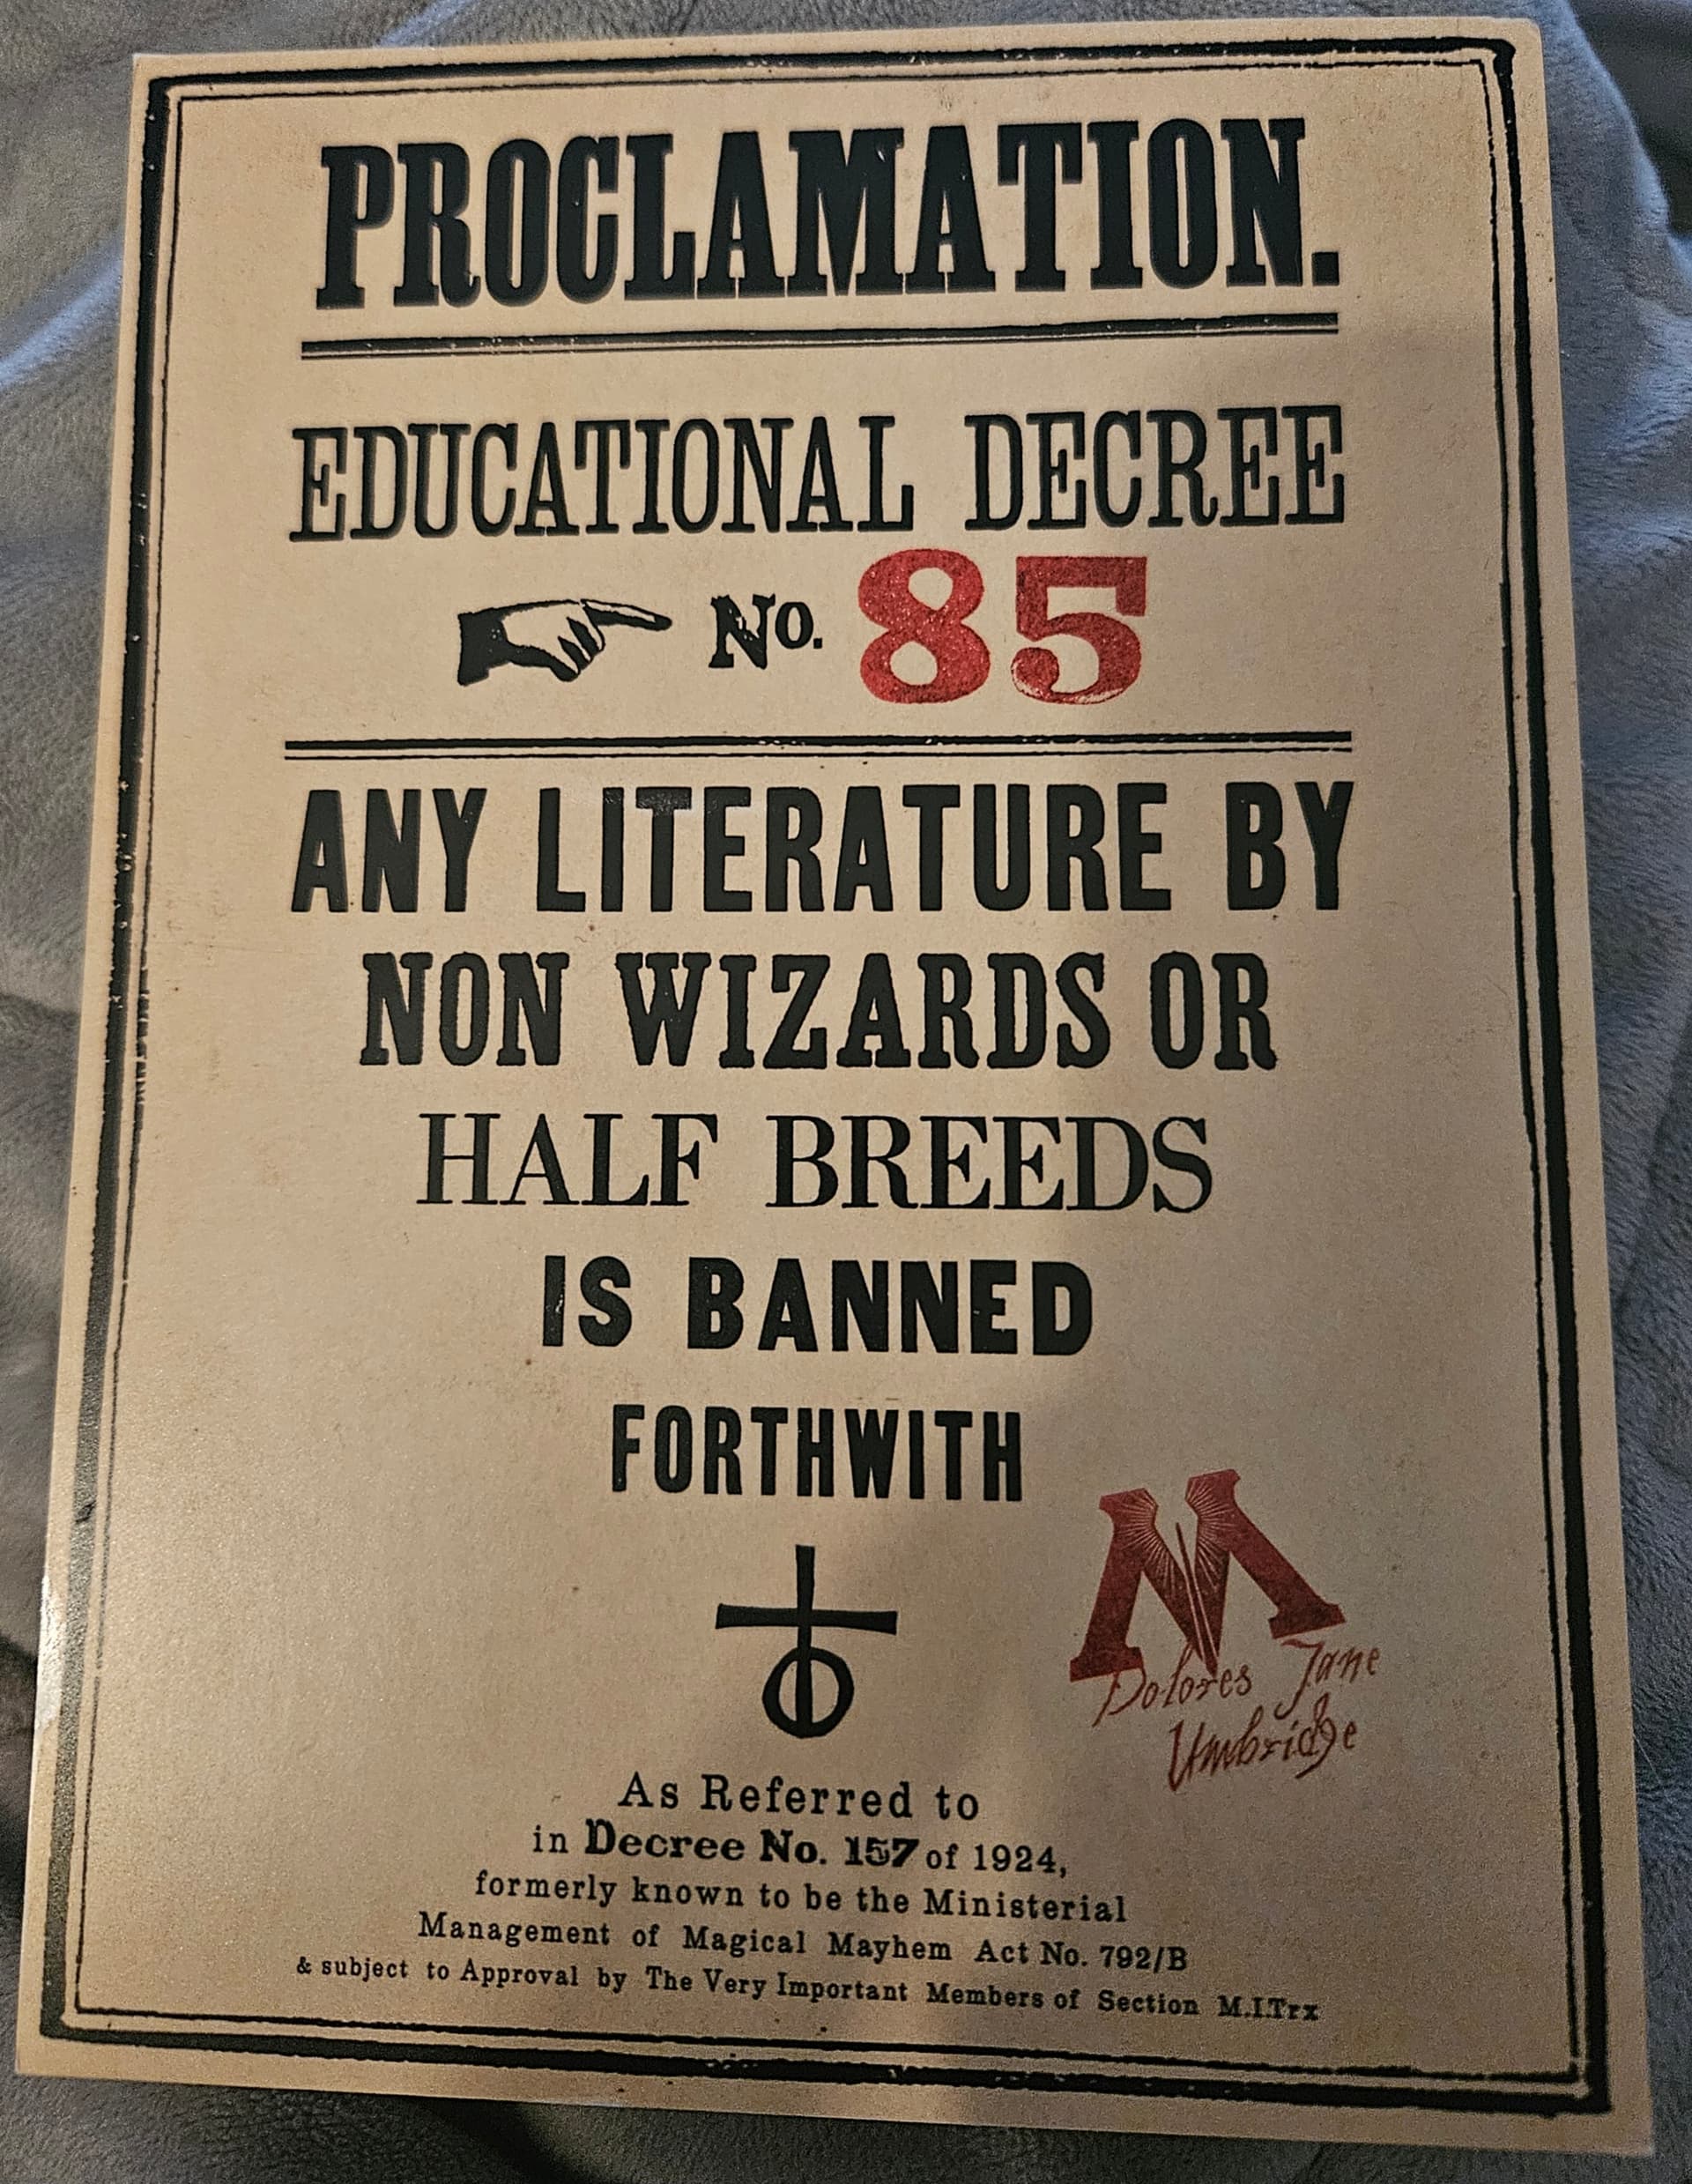 PROCLAMATION.
EDUCATIONAL DECREE
No. 85
ANY LITERATURE BY
NON WIZARDS OR
HALF BREEDS
IS BANNED
FORTHWITH
M
Dolores Jane
Umbridge
As Referred to
in Decree No. 157 of 1924,
formerly known to be the Ministerial
Management of Magical Mayhem Act No. 792/B
& subject to Approval by The Very Important Members of Section M.I.Trx